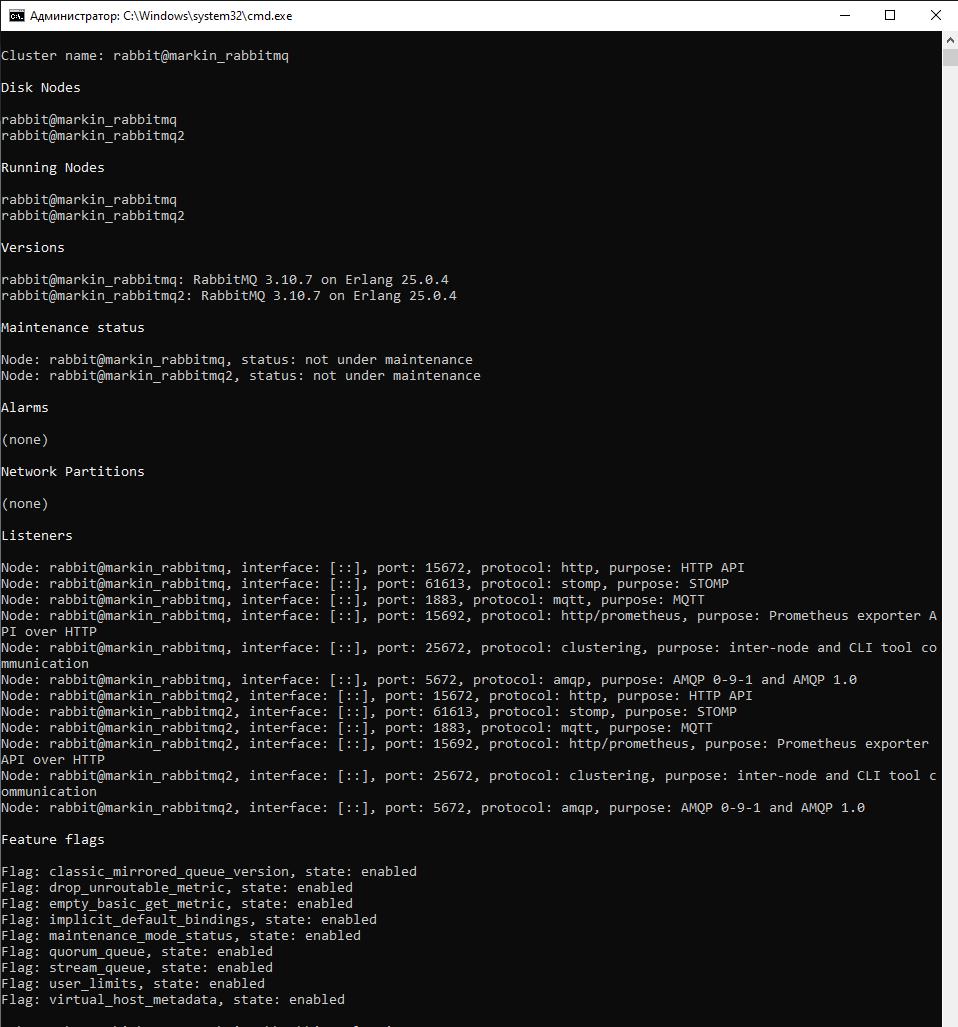 Администратор: C:\Windows\system32\cmd.exe
Cluster name: rabbit@markin_rabbitmq
Disk Nodes
rabbit@markin_rabbitmq
rabbit@markin_rabbitmq2
Running Nodes
rabbit@markin_rabbitmq
rabbit@markin_rabbitmq2
Versions
rabbit@markin_rabbitmq: RabbitMQ 3.10.7 on Erlang 25.0.4
rabbit@markin_rabbitmq2: RabbitMQ 3.10.7 on Erlang 25.0.4
Maintenance status
Node: rabbit@markin_rabbitmq, status: not under maintenance
Node: rabbit@markin_rabbitmq2, status: not under maintenance
Alarms
(none)
Network Partitions
(none)
Listeners
Node: rabbit@markin_rabbitmq, interface: [::], port: 15672, protocol: http, purpose: HTTP API
Node: rabbit@markin_rabbitmq, interface: [::], port: 61613, protocol: stomp, purpose: STOMP
Node: rabbit@markin_rabbitmq, interface: [::], port: 1883, protocol: mqtt, purpose: MQTT
Node: rabbit@markin_rabbitmq, interface: [::], port: 15692, protocol: http/prometheus, purpose: Prometheus exporter A
PI over HTTP
Node: rabbit@markin_rabbitmq, interface: [::], port: 25672, protocol: clustering, purpose: inter-node and CLI tool co
mmunication
Node: rabbit@markin_rabbitmq, interface: [::], port: 5672, protocol: amqp, purpose: AMQP 0-9-1 and AMQP 1.0
Node: rabbit@markin_rabbitmq2, interface: [::], port: 15672, protocol: http, purpose: HTTP API
Node: rabbit@markin_rabbitmq2, interface: [::], port: 61613, protocol: stomp, purpose: STOMP
Node: rabbit@markin_rabbitmq2, interface: [::], port: 1883, protocol: mqtt, purpose: MQTT
Node: rabbit@markin_rabbitmq2, interface: [::], port: 15692, protocol: http/prometheus, purpose: Prometheus exporter
API over HTTP
Node: rabbit@markin_rabbitmq2, interface: [::], port: 25672, protocol: clustering, purpose: inter-node and CLI tool c
ommunication
Node: rabbit@markin_rabbitmq2, interface: [::], port: 5672, protocol: amqp, purpose: AMQP 0-9-1 and AMQP 1.0
Feature flags
Flag: classic_mirrored_queue_version, state: enabled
Flag: drop_unroutable_metric, state: enabled
Flag: empty_basic_get_metric, state: enabled
Flag: implicit_default_bindings, state: enabled
Flag: maintenance_mode_status, state: enabled
Flag: quorum_queue, state: enabled
Flag: stream_queue, state: enabled
Flag: user_limits, state: enabled
Flag: virtual_host_metadata, state: enabled